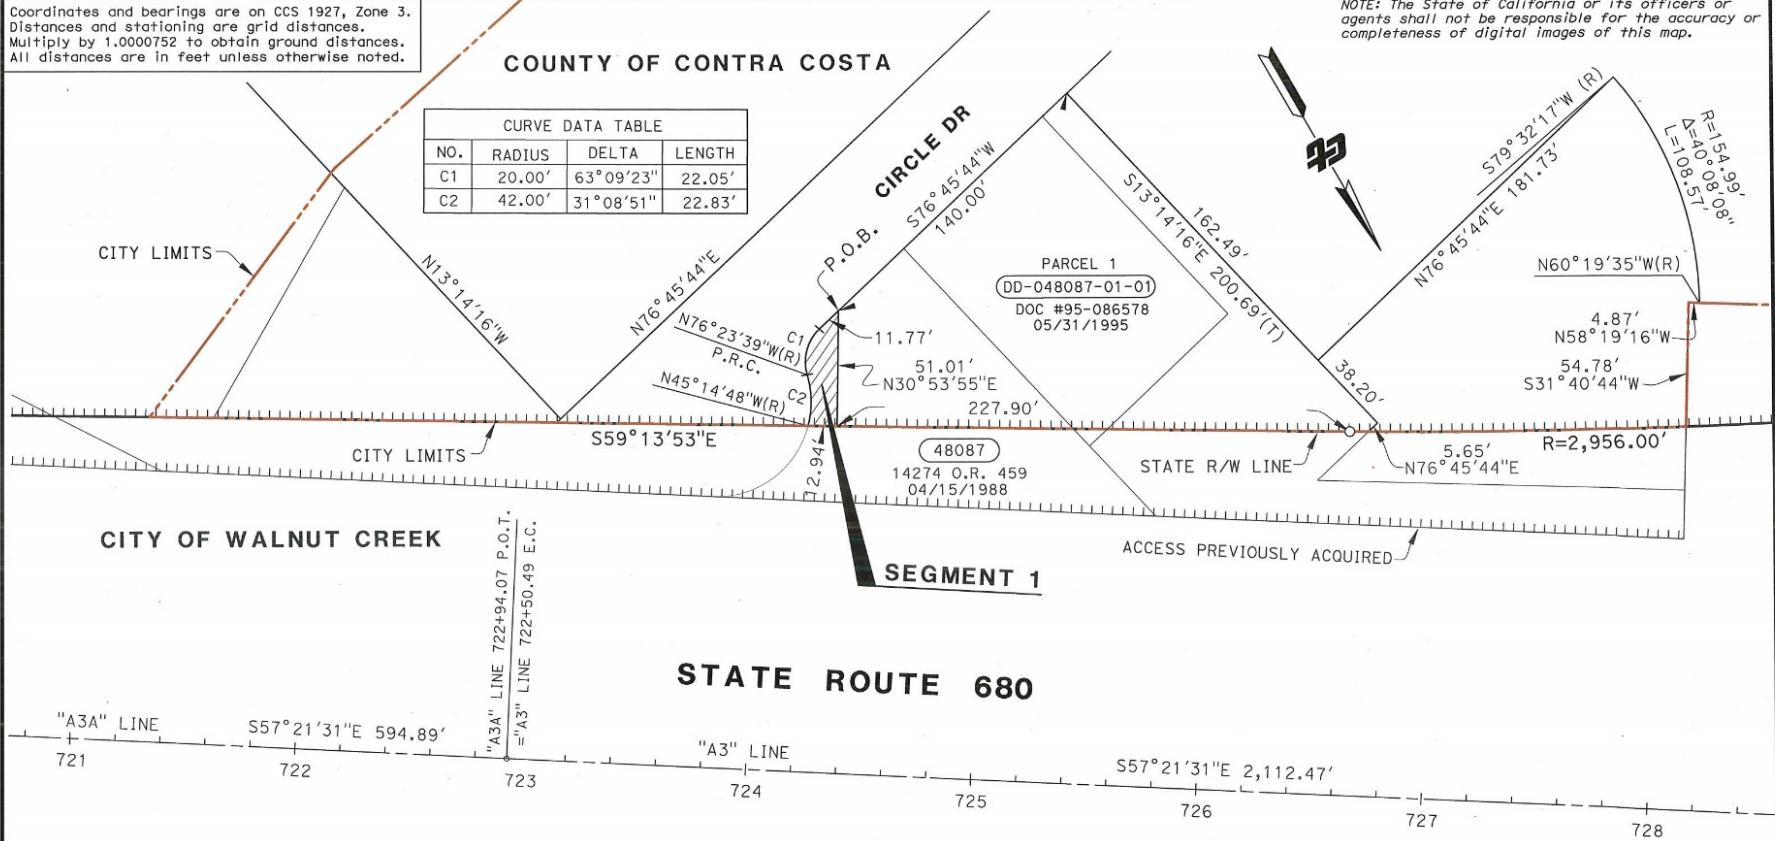 Coordinates and bearings are on CCS 1927, Zone 3.
Distances and stationing are grid distances.
Multiply by 1.0000752 to obtain ground distances.
All distances are in feet unless otherwise noted.
NOTE: The State of California or its officers or
agents shall not be responsible for the accuracy or
completeness of digital images of this map.
COUNTY OF CONTRA COSTA
CURVE DATA TABLE
NO. RADIUS DELTA LENGTH
C1 20.00' 63°09'23" 22.05'
C2 42.00' 31°08'51" 22.83'
CIRCLE DR
S76°45'44"W
140.00'
P.O.B.
CITY LIMITS
N13°14'16"W
N76°45'44"E
N76°23'39"W(R)
P.R.C.
N45°14'48"W(R)
C1
C2
11.77'
51.01'
N30°53'55"E
227.90'
PARCEL 1
DD-048087-01-01
DOC #95-086578
05/31/1995
162.49'
S13°14'16"E 200.69'(T)
38.20'
S79°32'17"W (R)
N76°45'44"E 181.73'
R=154.99'
Δ=40°08'08"
L=108.57'
N60°19'35"W(R)
4.87'
N58°19'16"W
54.78'
S31°40'44"W
S59°13'53"E
CITY LIMITS
12.94'
48087
14274 O.R. 459
04/15/1988
STATE R/W LINE
5.65'
N76°45'44"E
R=2,956.00'
ACCESS PREVIOUSLY ACQUIRED
CITY OF WALNUT CREEK
SEGMENT 1
"A3A" LINE 722+94.07 P.O.T.
="A3" LINE 722+50.49 E.C.
STATE ROUTE 680
"A3A" LINE
S57°21'31"E 594.89'
"A3" LINE
S57°21'31"E 2,112.47'
721
722
723
724
725
726
727
728